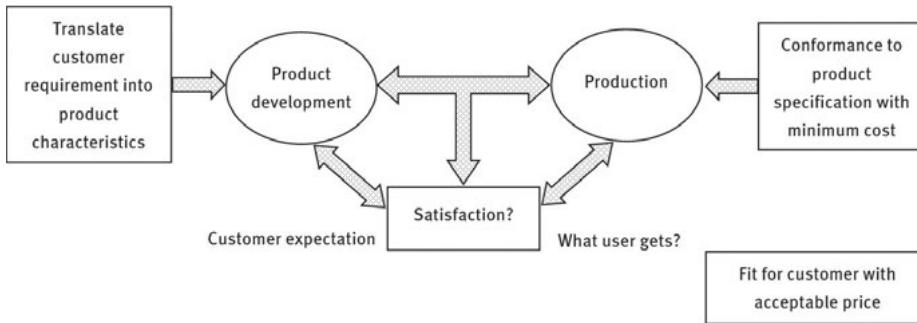 Translate
customer
requirement into
product
characteristics
Product
development
Production
Conformance to
product
specification with
minimum cost
Satisfaction?
Customer expectation
What user gets?
Fit for customer with
acceptable price